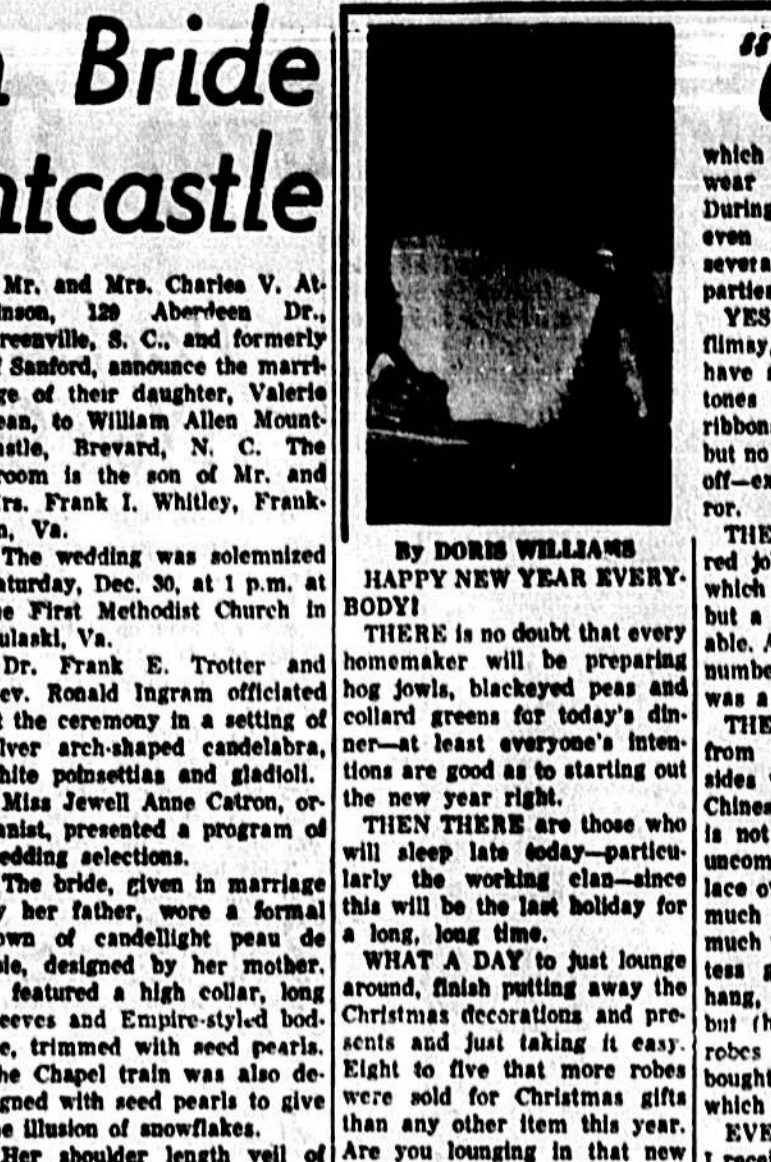 Bride
ntcastle
Mr. and Mrs. Charles V. At-
inson, 129 Aberdeen Dr.,
reenville, S. C., and formerly
f Sanford, announce the marri-
ge of their daughter, Valerie
ean, to William Allen Mount-
astle, Brevard, N. C. The
room is the son of Mr. and
rs. Frank I. Whitley, Frank-
n, Va.
The wedding was solemnized
aturday, Dec. 30, at 1 p.m. at
he First Methodist Church in
ulaski, Va.
Dr. Frank E. Trotter and
ev. Ronald Ingram officiated
t the ceremony in a setting of
lver arch-shaped candelabra,
hite poinsettias and gladioli.
Miss Jewell Anne Catron, or-
anist, presented a program of
edding selections.
The bride, given in marriage
y her father, wore a formal
own of candellight peau de
oie, designed by her mother.
featured a high collar, long
eeves and Empire-styled bod-
e, trimmed with seed pearls.
he Chapel train was also de-
gned with seed pearls to give
e illusion of snowflakes.
Her shoulder length veil of
By DORIS WILLIAMS
HAPPY NEW YEAR EVERY-
BODY!
THERE is no doubt that every
homemaker will be preparing
hog jowls, blackeyed peas and
collard greens for today's din-
ner—at least everyone's inten-
tions are good as to starting out
the new year right.
THEN THERE are those who
will sleep late today—particu-
larly the working clan—since
this will be the last holiday for
a long, long time.
WHAT A DAY to just lounge
around, finish putting away the
Christmas decorations and pre-
sents and just taking it easy.
Eight to five that more robes
were sold for Christmas gifts
than any other item this year.
Are you lounging in that new
which
wear
During
even
severa
parties
YES
flimsy,
have
tones
ribbon
but no
off—ex
ror.
THE
red jo
which
but a
able. A
numbe
was a
THE
from
sides
Chines
is not
uncom
lace ov
much
much
tess g
hang,
but (h
robes
bought
which
EVE
I recei